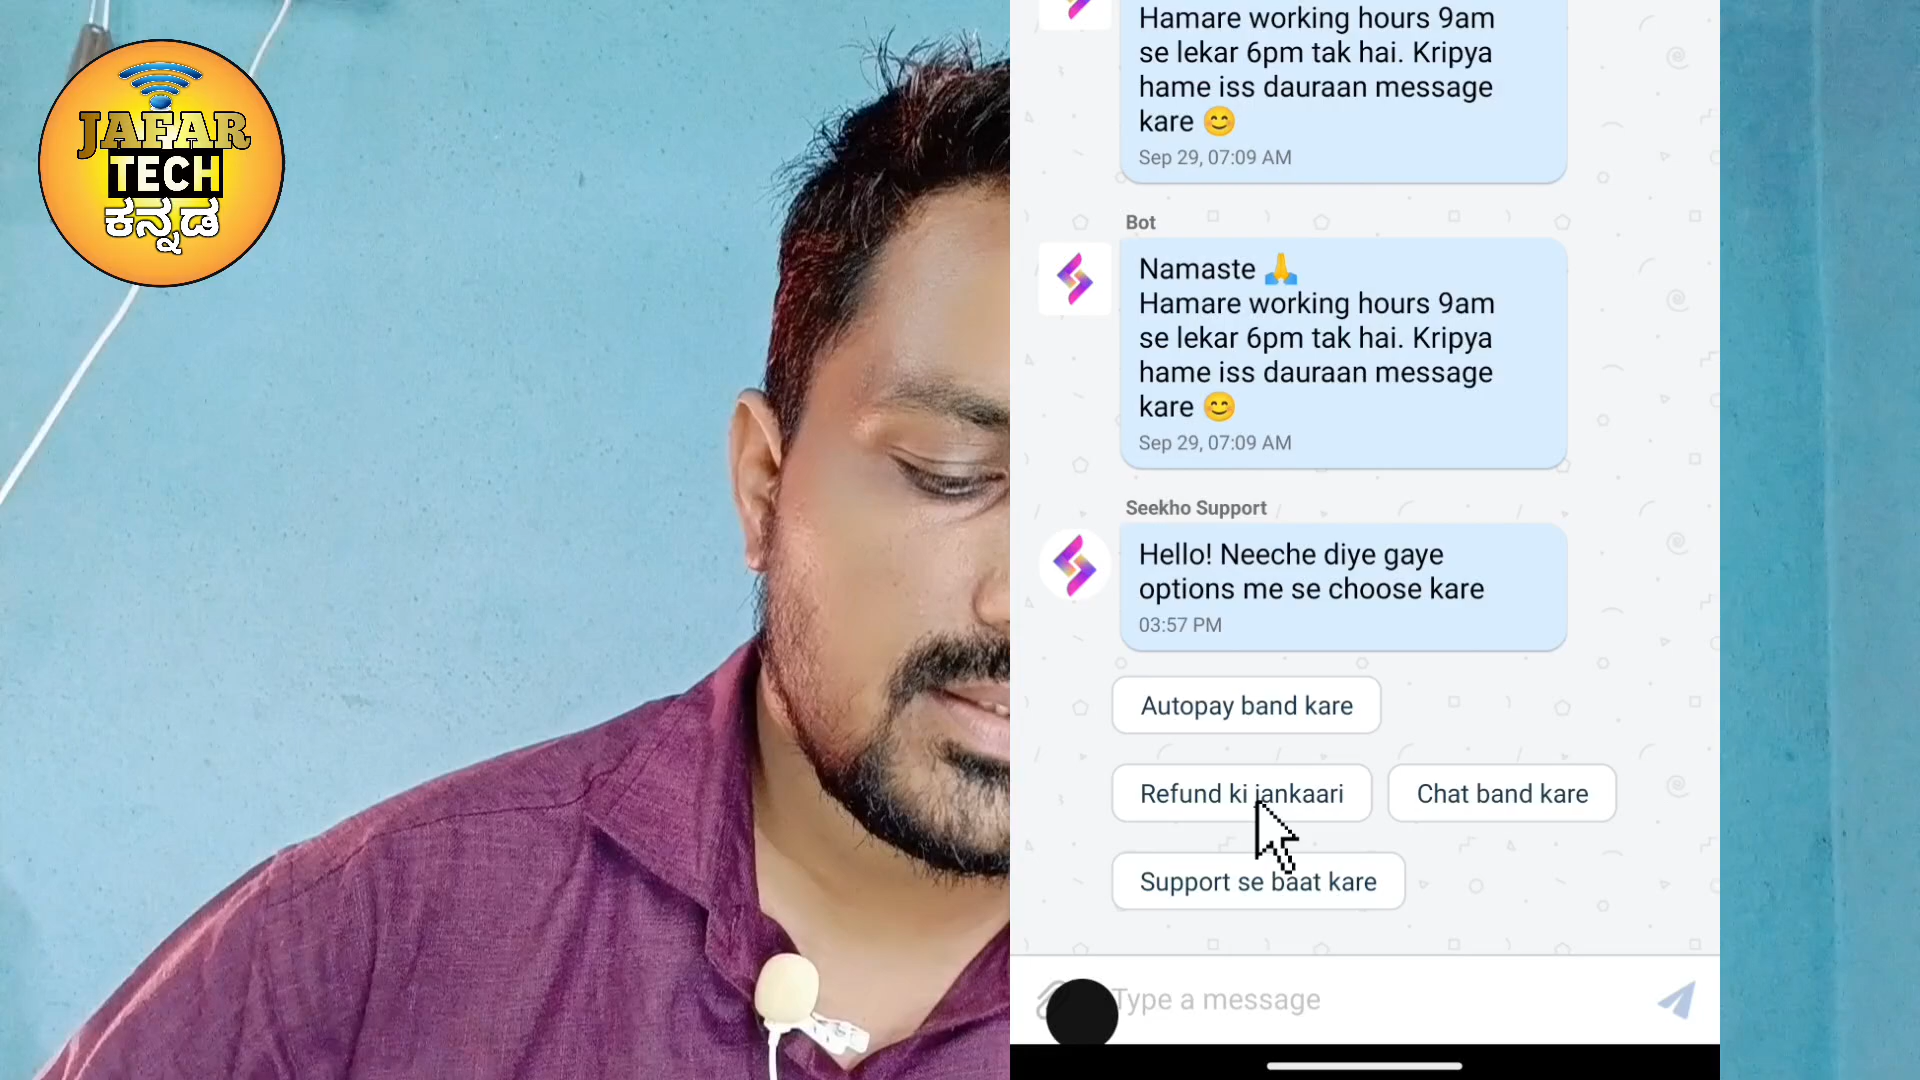 JAFAR
TECH
ಕನ್ನಡ
Hamare working hours 9am
se lekar 6pm tak hai. Kripya
hame iss dauraan message
kare 😊
Sep 29, 07:09 AM
Bot
Namaste 🙏
Hamare working hours 9am
se lekar 6pm tak hai. Kripya
hame iss dauraan message
kare 😊
Sep 29, 07:09 AM
Seekho Support
Hello! Neeche diye gaye
options me se choose kare
03:57 PM
Autopay band kare
Refund ki jankaari
Chat band kare
Support se baat kare
Type a message